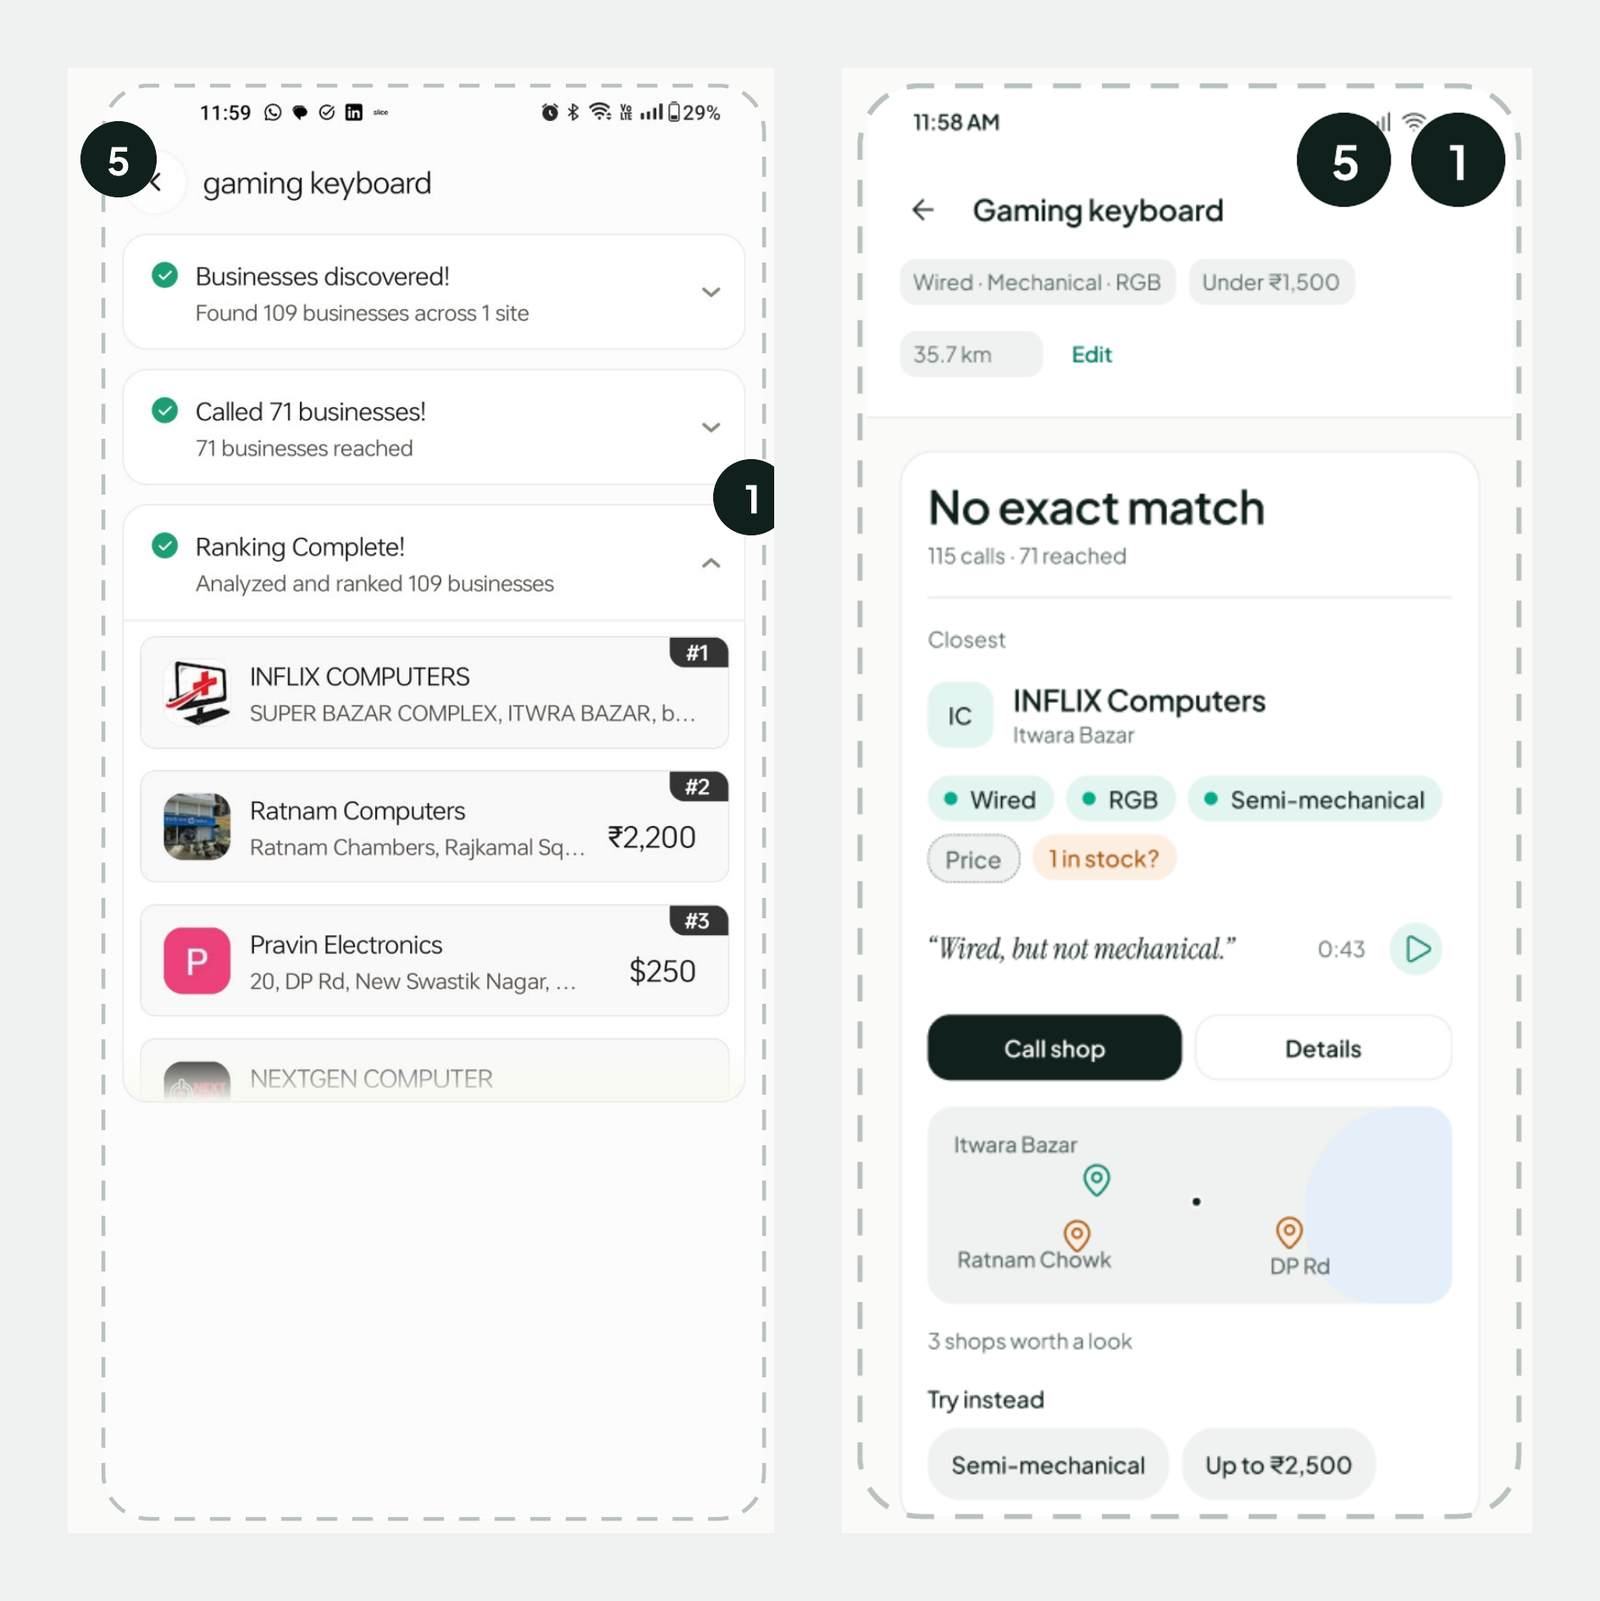 11:59
slice
Vo
LTE
29%
5
gaming keyboard
Businesses discovered!
Found 109 businesses across 1 site
Called 71 businesses!
71 businesses reached
1
Ranking Complete!
Analyzed and ranked 109 businesses
#1
INFLIX COMPUTERS
SUPER BAZAR COMPLEX, ITWRA BAZAR, b...
#2
Ratnam Computers
Ratnam Chambers, Rajkamal Sq...
₹2,200
#3
P
Pravin Electronics
20, DP Rd, New Swastik Nagar, ...
$250
NEXTGEN COMPUTER
NEXT
11:58 AM
5
1
Gaming keyboard
Wired · Mechanical · RGB
Under ₹1,500
35.7 km
Edit
No exact match
115 calls · 71 reached
Closest
IC
INFLIX Computers
Itwara Bazar
Wired
RGB
Semi-mechanical
Price
1 in stock?
“Wired, but not mechanical.”
0:43
Call shop
Details
Itwara Bazar
Ratnam Chowk
DP Rd
3 shops worth a look
Try instead
Semi-mechanical
Up to ₹2,500